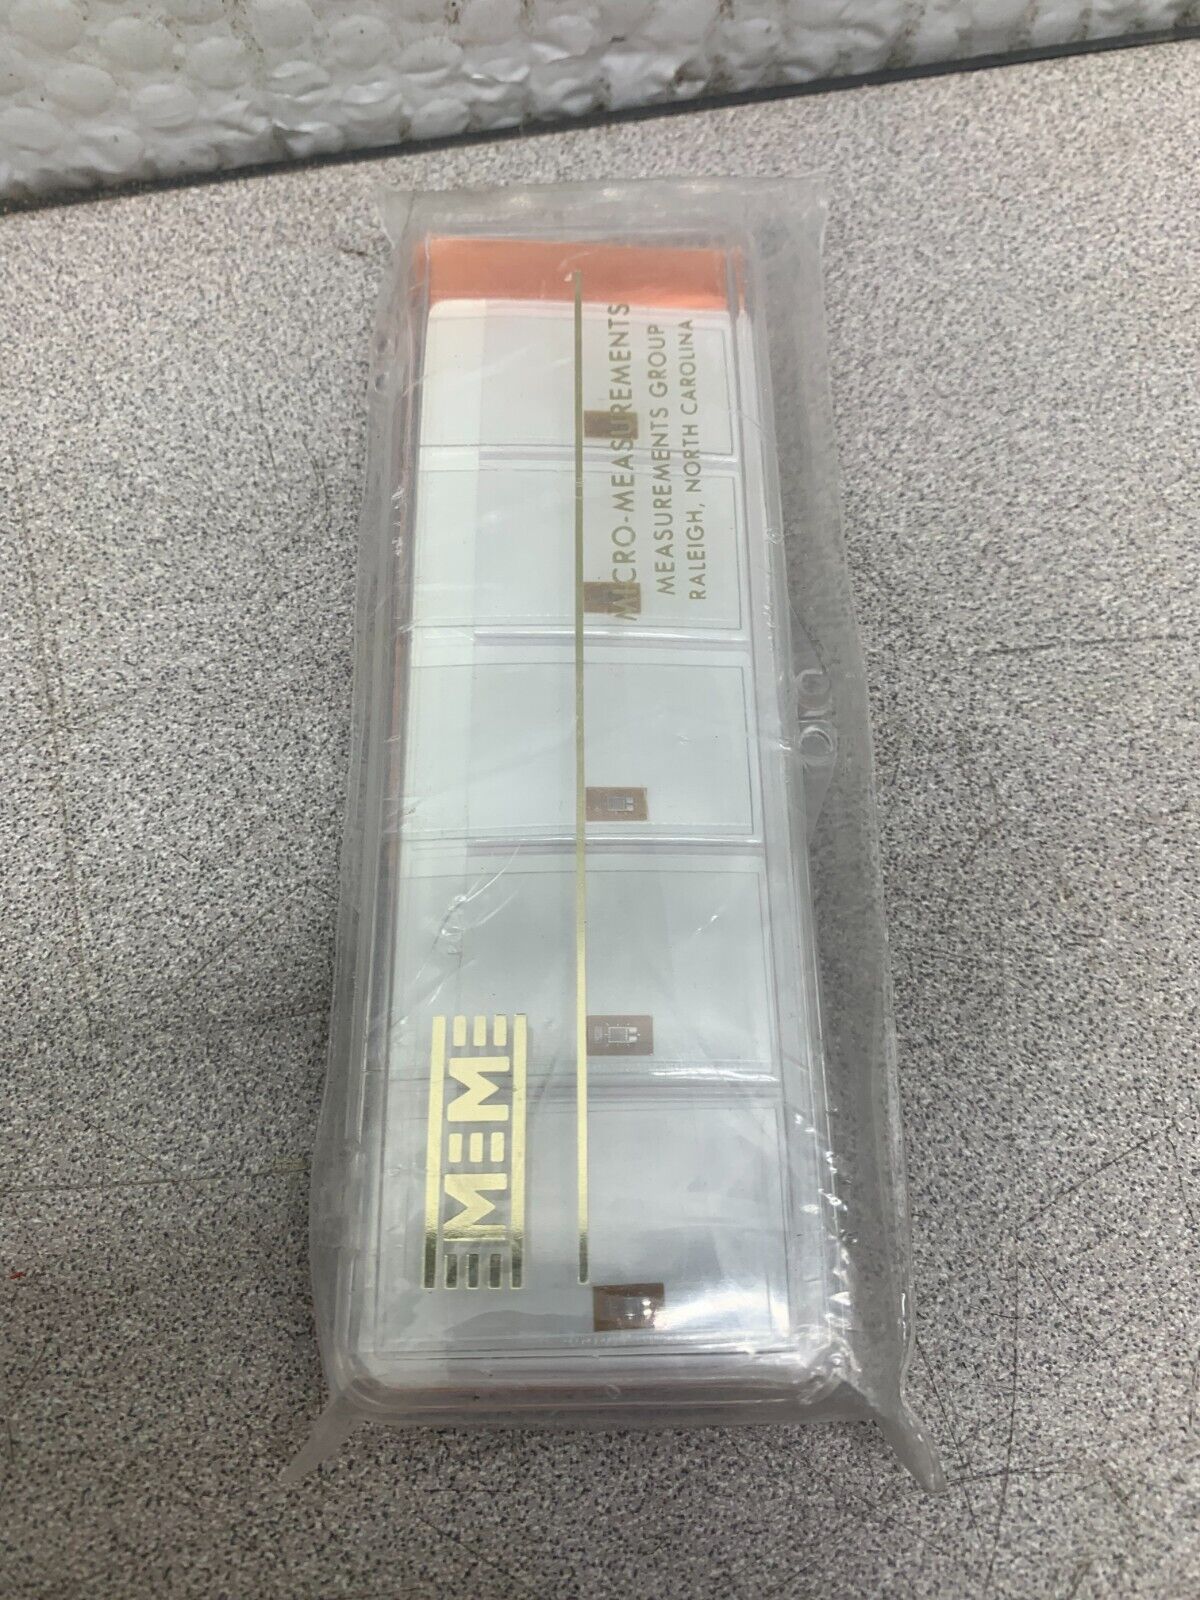 MICRO-MEASUREMENTS
MEASUREMENTS GROUP
RALEIGH, NORTH CAROLINA
MM